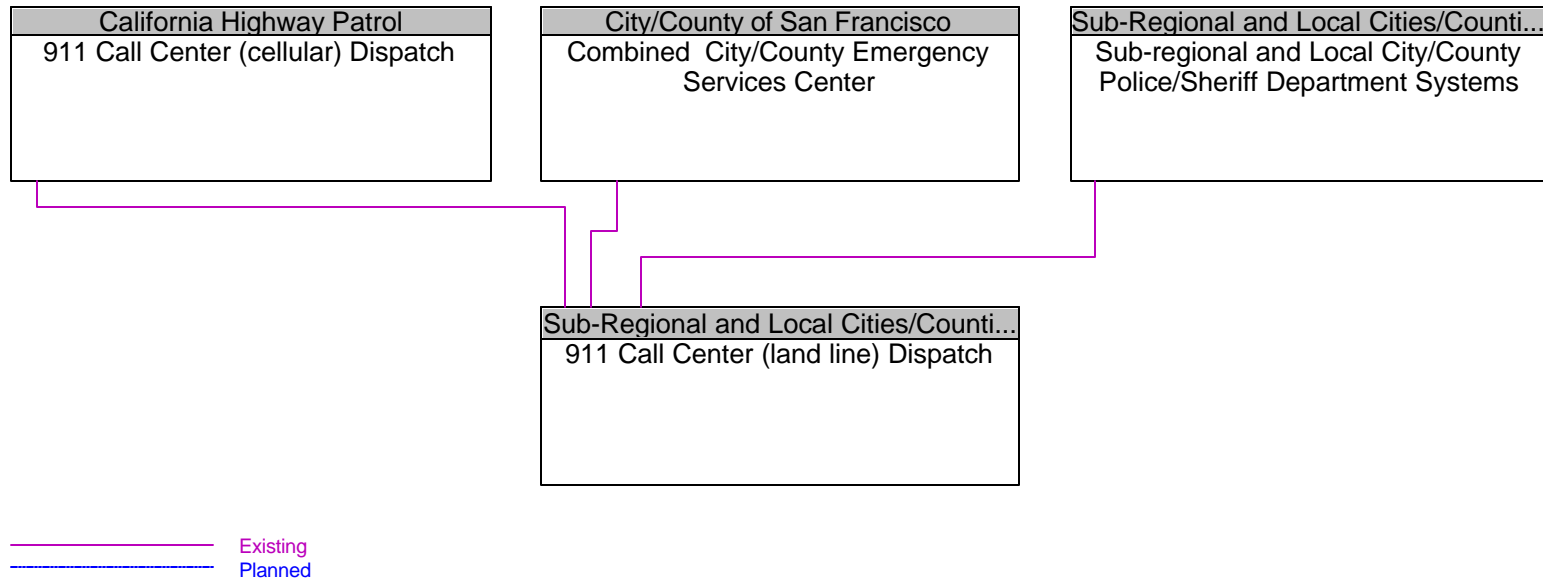 California Highway Patrol
911 Call Center (cellular) Dispatch
City/County of San Francisco
Combined City/County Emergency
Services Center
Sub-Regional and Local Cities/Counti...
Sub-regional and Local City/County
Police/Sheriff Department Systems
Sub-Regional and Local Cities/Counti...
911 Call Center (land line) Dispatch
Existing
Planned